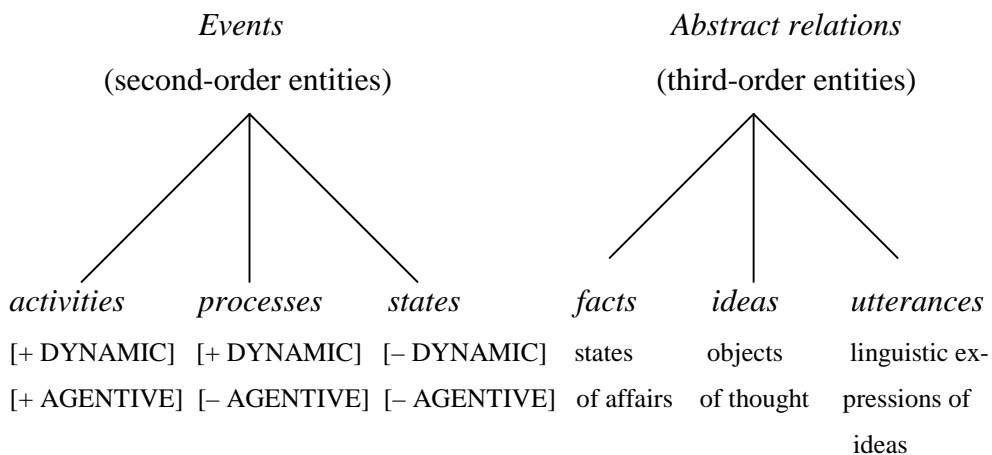 Events Abstract relations
(second-order entities) (third-order entities)
activities processes states facts ideas utterances
[+ DYNAMIC] [+ DYNAMIC] [– DYNAMIC] states objects linguistic ex-
[+ AGENTIVE] [– AGENTIVE] [– AGENTIVE] of affairs of thought pressions of
ideas